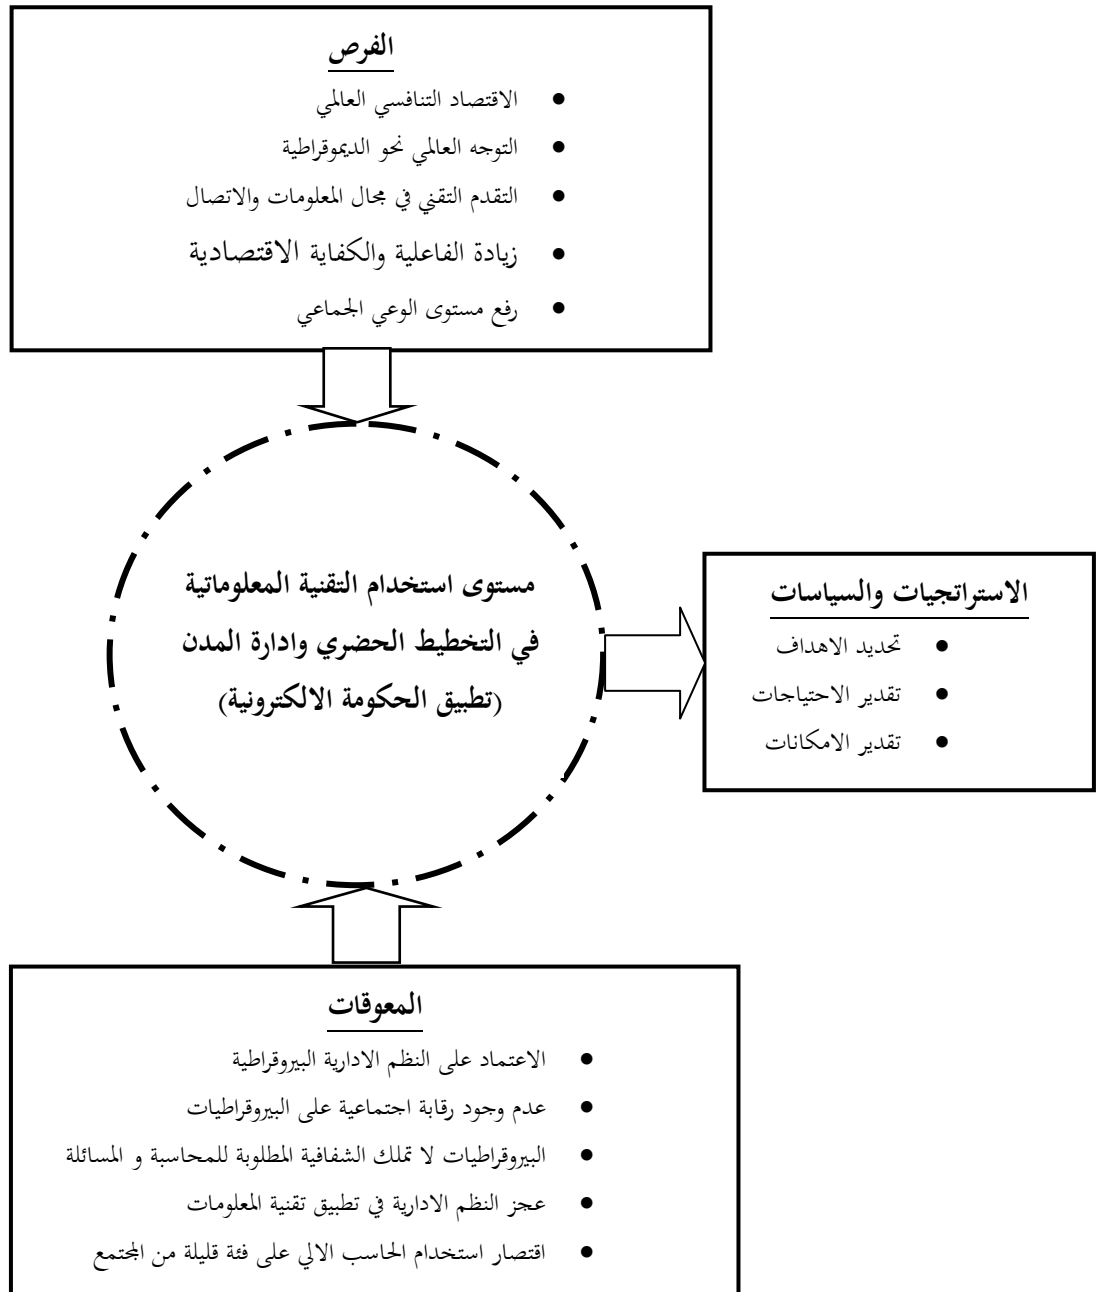 الفرص
• الاقتصاد التنافسي العالمي
• التوجه العالمي نحو الديموقراطية
• التقدم التقني في مجال المعلومات والاتصال
• زيادة الفاعلية والكفاية الاقتصادية
• رفع مستوى الوعي الجماعي
مستوى استخدام التقنية المعلوماتية
في التخطيط الحضري وادارة المدن
(تطبيق الحكومة الالكترونية)
الاستراتجيات والسياسات
• تحديد الاهداف
• تقدير الاحتياجات
• تقدير الامكانات
المعوقات
• الاعتماد على النظم الادارية البيروقراطية
• عدم وجود رقابة اجتماعية على البيروقراطيات
• البيروقراطيات لا تملك الشفافية المطلوبة للمحاسبة و المسائلة
• عجز النظم الادارية في تطبيق تقنية المعلومات
• اقتصار استخدام الحاسب الالي على فئة قليلة من المجتمع